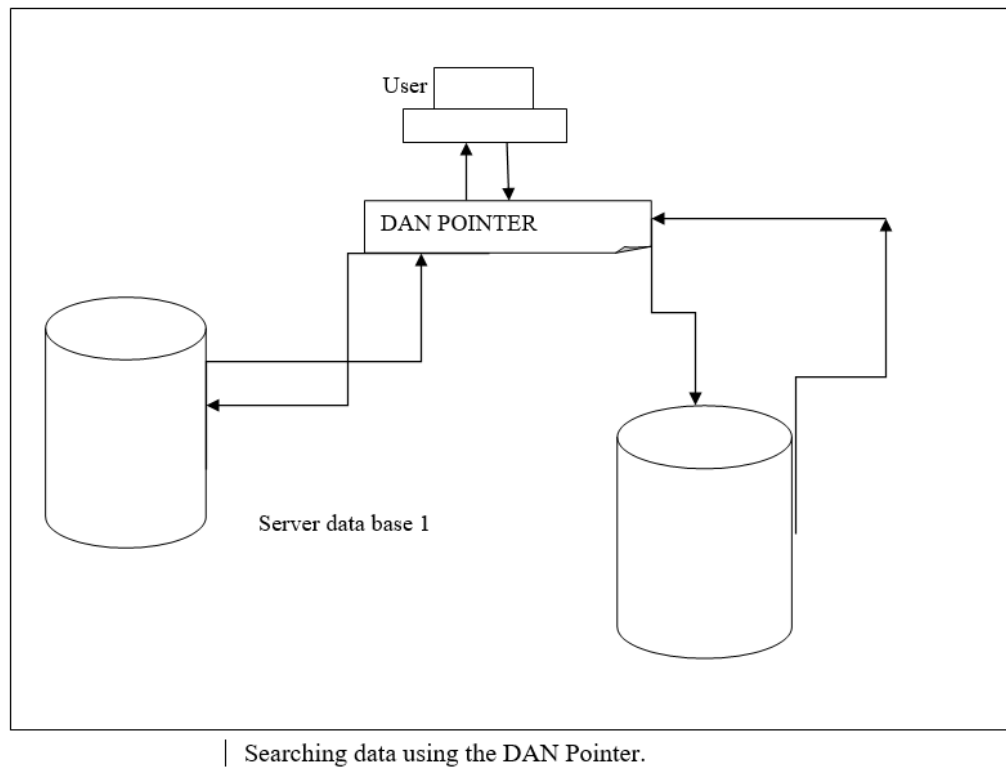 User
DAN POINTER
Server data base 1
Searching data using the DAN Pointer.